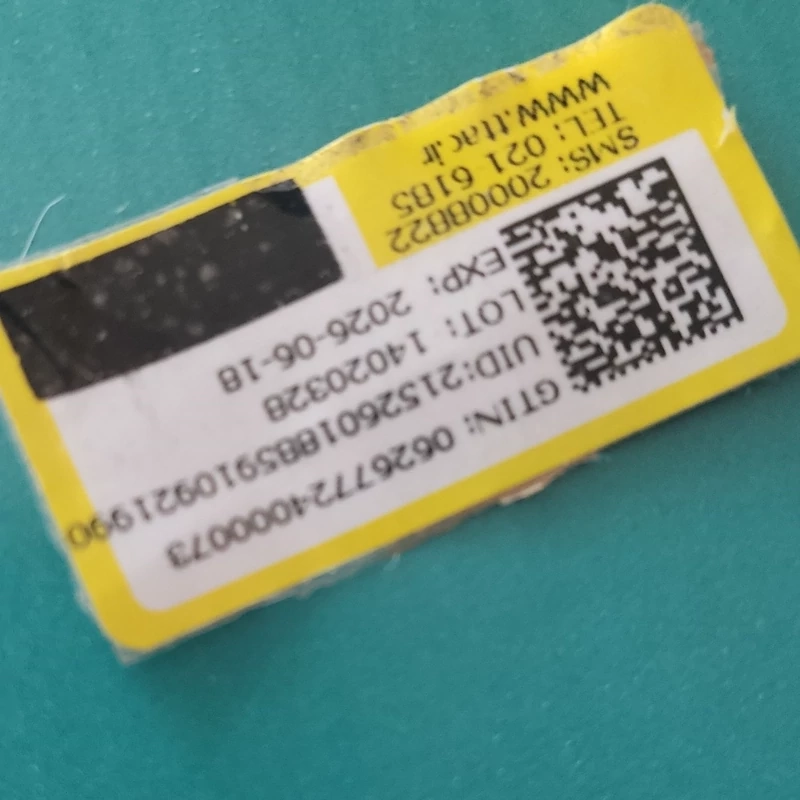 GTIN: 06267724000073
UID:2152601885910921990
LOT: 14020328
EXP: 2026-06-18
SMS: 20008822
TEL: 021 6185
www.ttac.ir